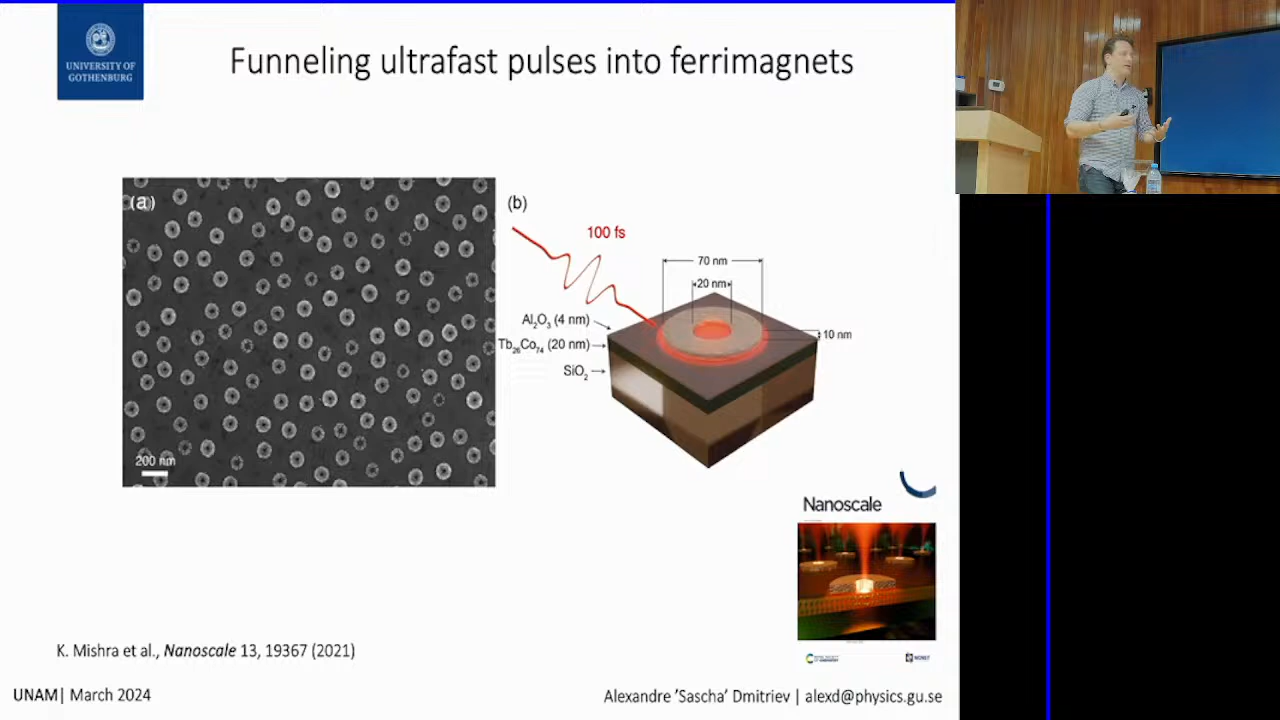 UNIVERSITY OF
GOTHENBURG
Funneling ultrafast pulses into ferrimagnets
(a)
200 nm
(b)
100 fs
70 nm
20 nm
10 nm
Al₂O₃ (4 nm)
Tb₂₆Co₇₄ (20 nm)
SiO₂
Nanoscale
K. Mishra et al., Nanoscale 13, 19367 (2021)
UNAM| March 2024
Alexandre 'Sascha' Dmitriev | alexd@physics.gu.se